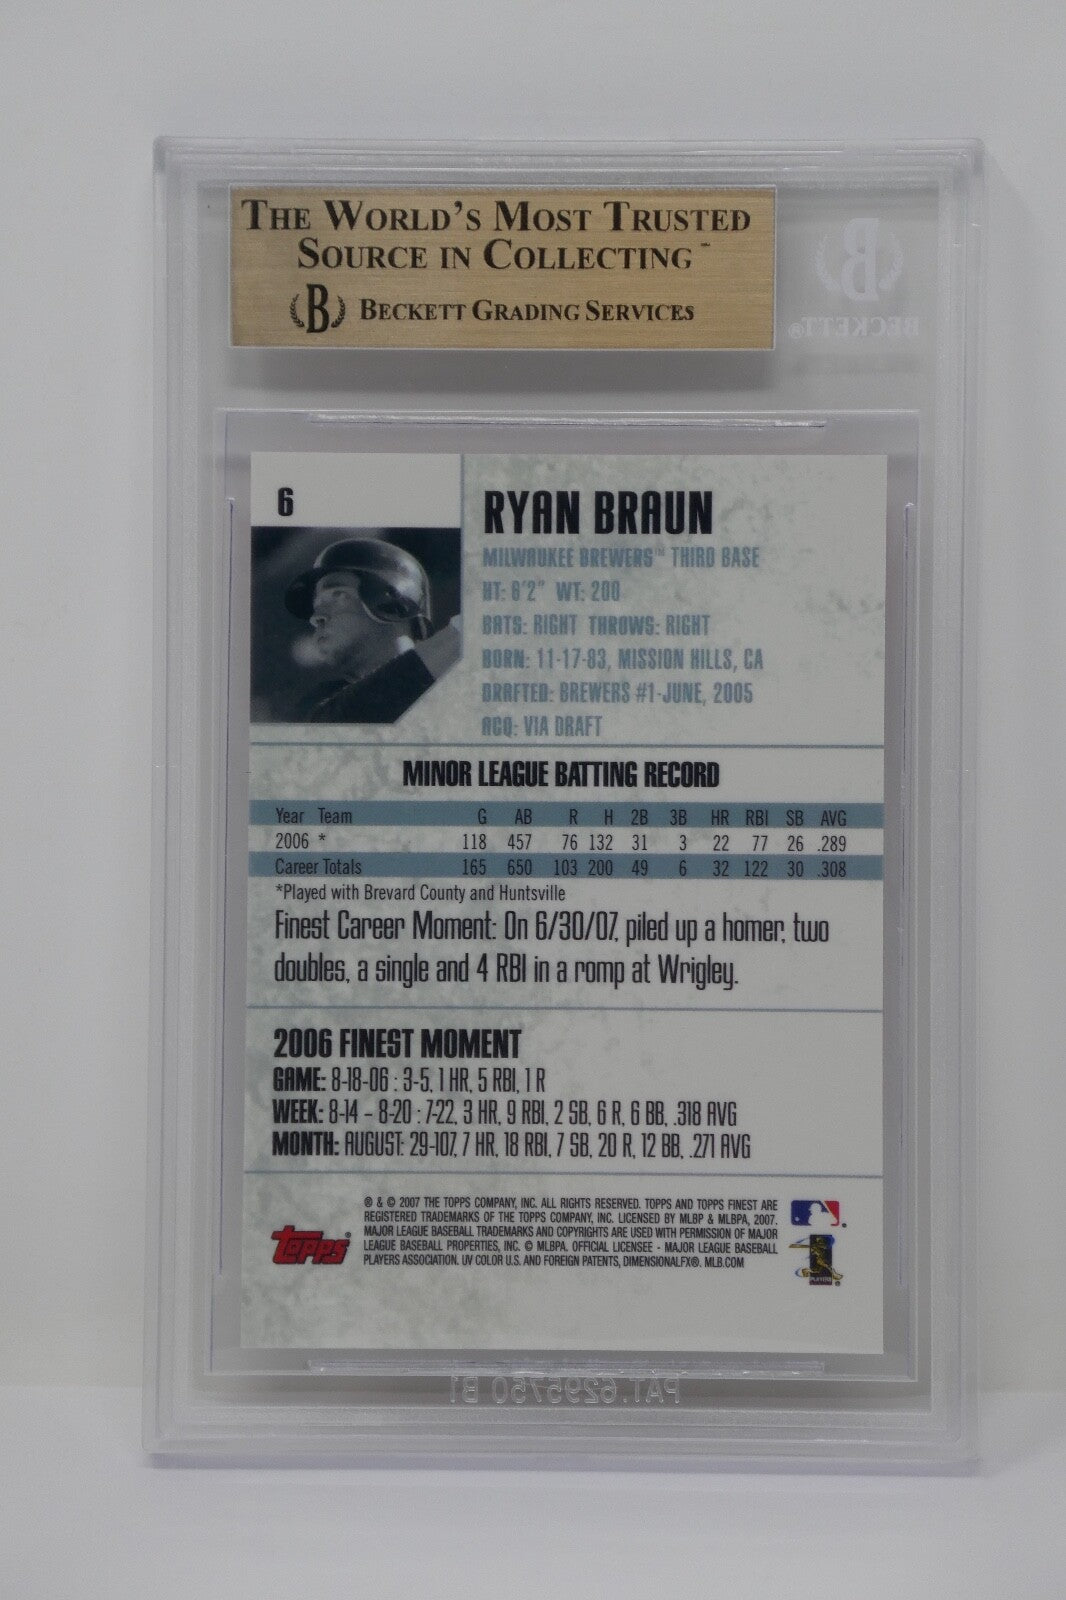 THE WORLD'S MOST TRUSTED
SOURCE IN COLLECTING™
B BECKETT GRADING SERVICES
B
BECKETT®
6
RYAN BRAUN
MILWAUKEE BREWERS™ THIRD BASE
HT: 6'2" WT: 200
BATS: RIGHT THROWS: RIGHT
BORN: 11-17-83, MISSION HILLS, CA
DRAFTED: BREWERS #1-JUNE, 2005
ACQ: VIA DRAFT
MINOR LEAGUE BATTING RECORD
Year Team G AB R H 2B 3B HR RBI SB AVG
2006 * 118 457 76 132 31 3 22 77 26 .289
Career Totals 165 650 103 200 49 6 32 122 30 .308
*Played with Brevard County and Huntsville
Finest Career Moment: On 6/30/07, piled up a homer, two
doubles, a single and 4 RBI in a romp at Wrigley.
2006 FINEST MOMENT
GAME: 8-18-06 : 3-5, 1 HR, 5 RBI, 1 R
WEEK: 8-14 – 8-20 : 7-22, 3 HR, 9 RBI, 2 SB, 6 R, 6 BB, .318 AVG
MONTH: AUGUST: 29-107, 7 HR, 18 RBI, 7 SB, 20 R, 12 BB, .271 AVG
topps®
® & © 2007 THE TOPPS COMPANY, INC. ALL RIGHTS RESERVED. TOPPS AND TOPPS FINEST ARE
REGISTERED TRADEMARKS OF THE TOPPS COMPANY, INC. LICENSED BY MLBP & MLBPA, 2007.
MAJOR LEAGUE BASEBALL TRADEMARKS AND COPYRIGHTS ARE USED WITH PERMISSION OF MAJOR
LEAGUE BASEBALL PROPERTIES, INC. © MLBPA. OFFICIAL LICENSEE - MAJOR LEAGUE BASEBALL
PLAYERS ASSOCIATION. UV COLOR U.S. AND FOREIGN PATENTS, DIMENSIONALFX®. MLB.COM
PLAYERS
PAT.6295750 B1